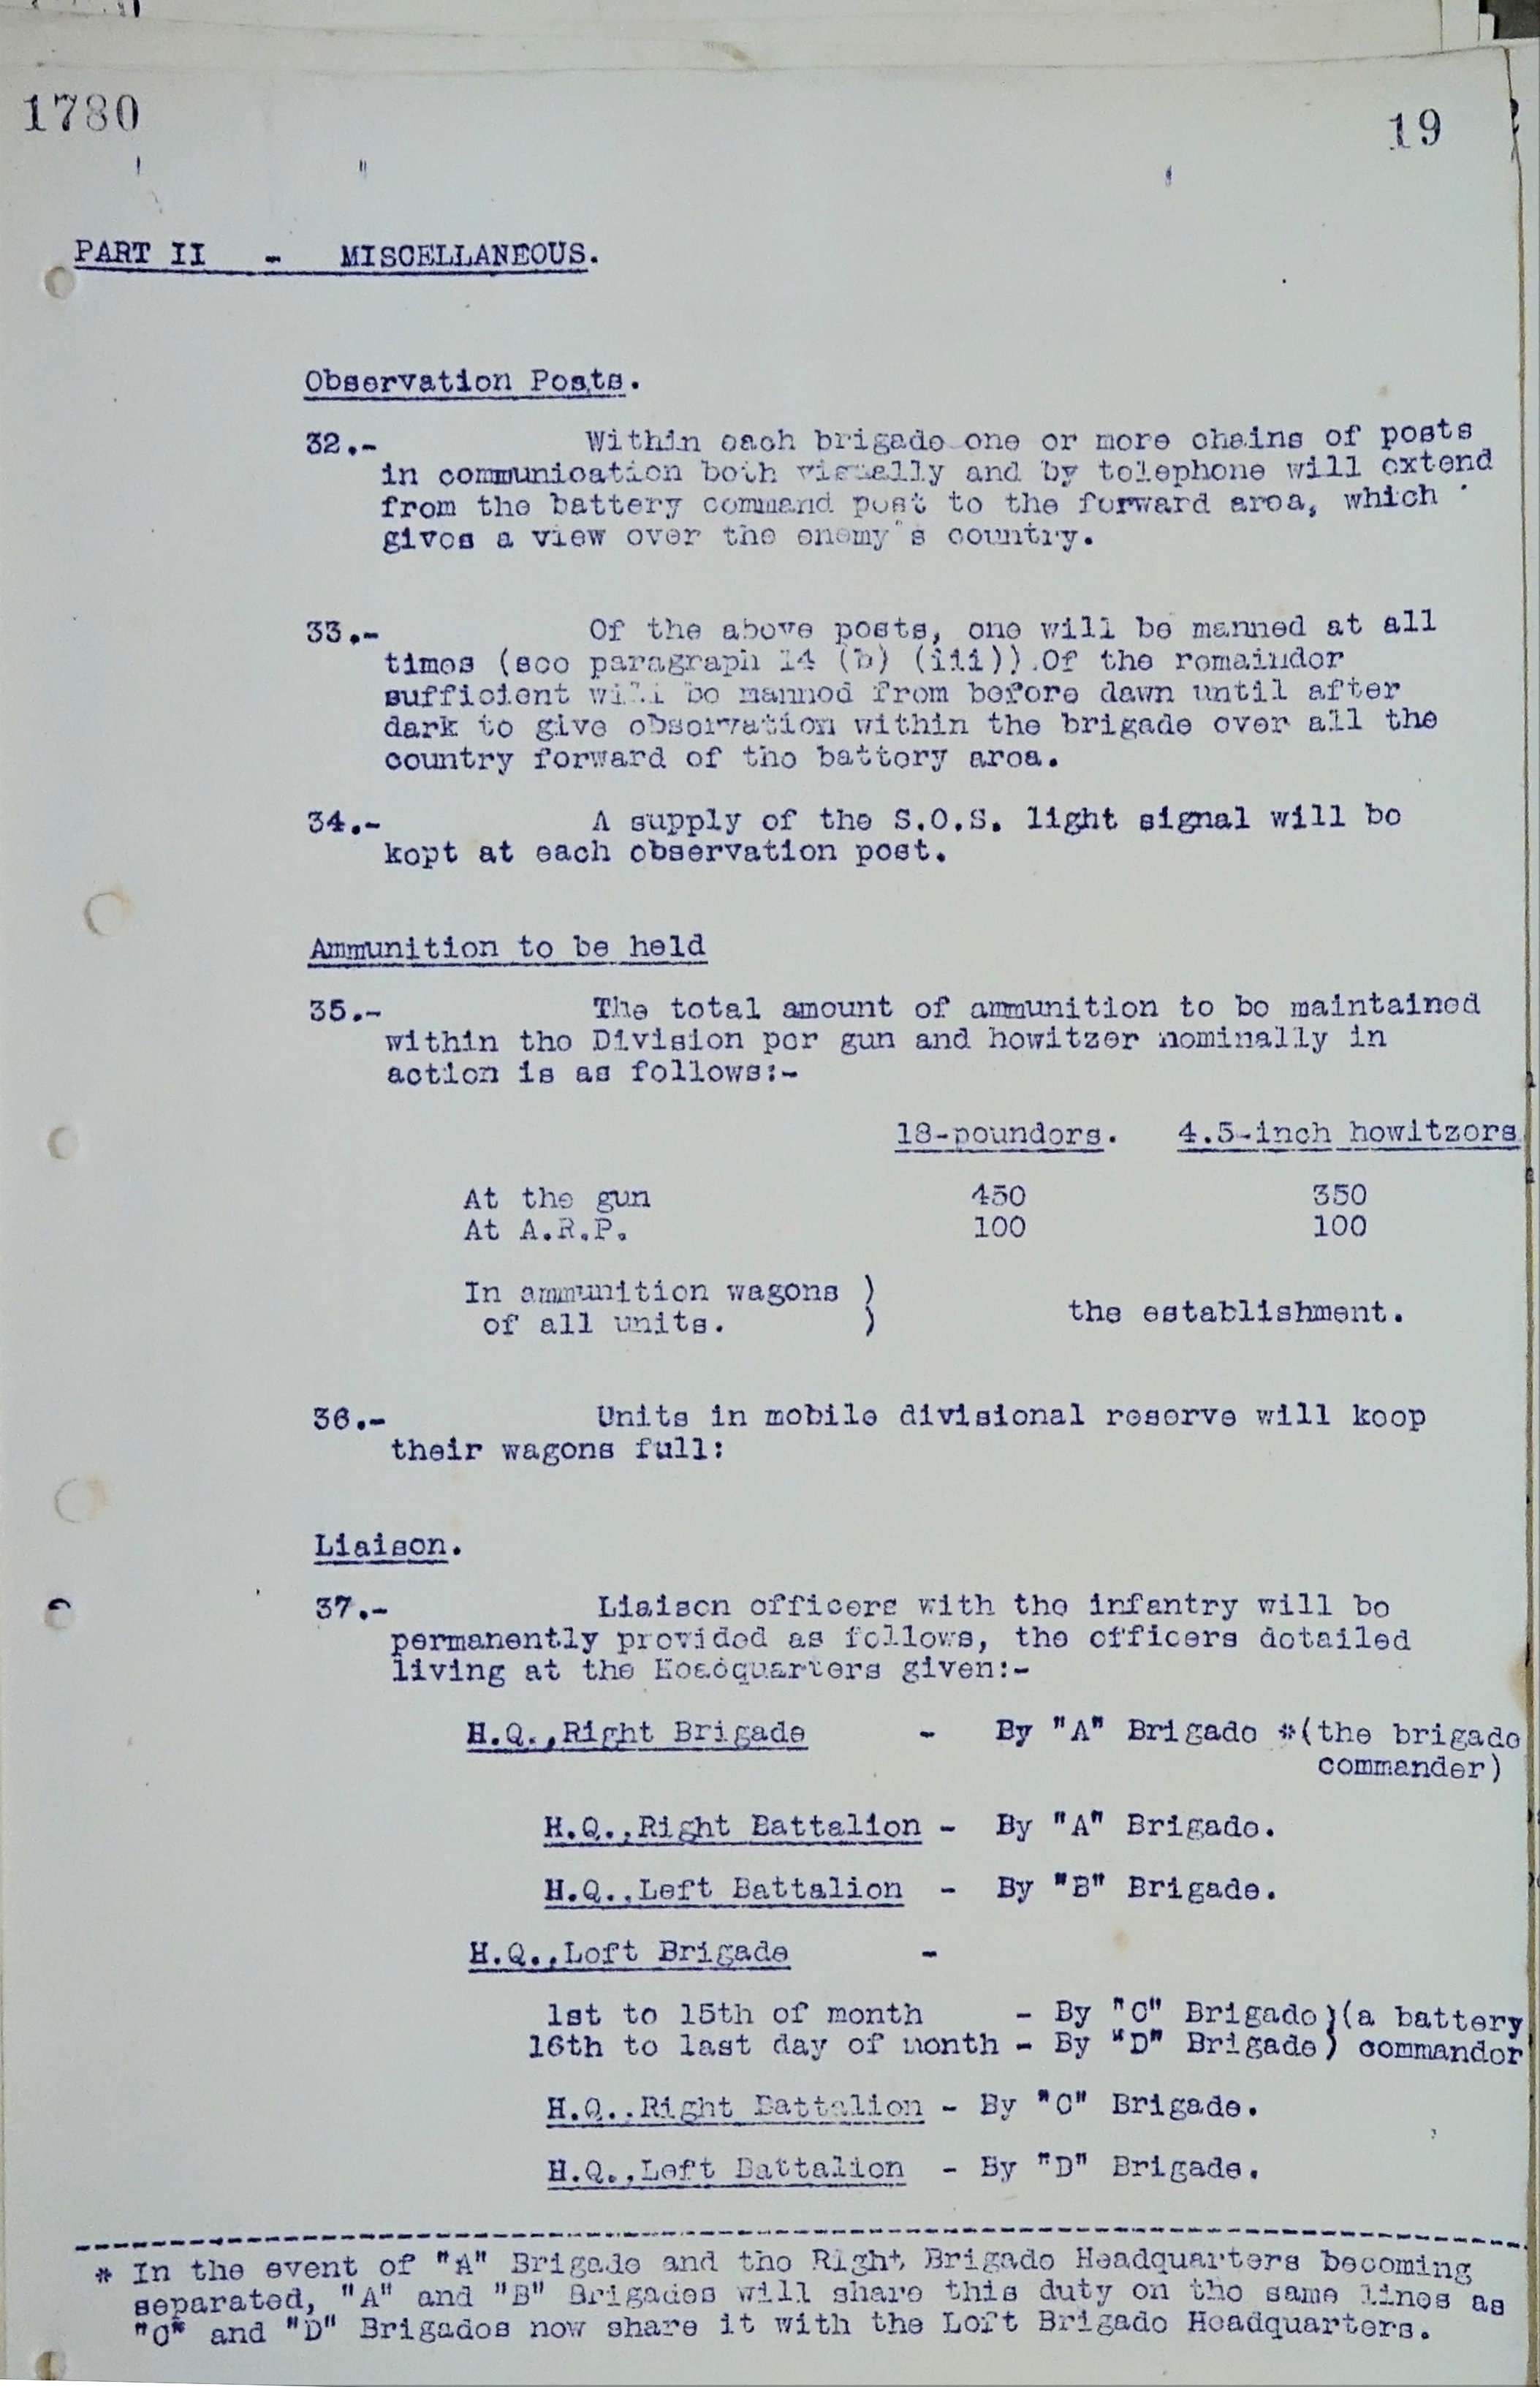 1780
19
PART II - MISCELLANEOUS.
Observation Posts.
32.- Within each brigade one or more chains of posts
in communication both visually and by telephone will extend
from the battery command post to the forward area, which
gives a view over the enemy's country.
33.- Of the above posts, one will be manned at all
times (see paragraph 14 (b) (iii)).Of the remainder
sufficient will be manned from before dawn until after
dark to give observation within the brigade over all the
country forward of the battery area.
34.- A supply of the S.O.S. light signal will be
kept at each observation post.
Ammunition to be held
35.- The total amount of ammunition to be maintained
within the Division per gun and howitzer nominally in
action is as follows:-
18-pounders. 4.5-inch howitzers
At the gun 450 350
At A.R.P. 100 100
In ammunition wagons )
of all units. ) the establishment.
36.- Units in mobile divisional reserve will keep
their wagons full:
Liaison.
37.- Liaison officers with the infantry will be
permanently provided as follows, the officers detailed
living at the Headquarters given:-
H.Q.,Right Brigade - By "A" Brigade *(the brigade
commander)
H.Q.,Right Battalion - By "A" Brigade.
H.Q.,Left Battalion - By "B" Brigade.
H.Q.,Left Brigade -
1st to 15th of month - By "C" Brigade)(a battery
16th to last day of month - By "D" Brigade) commander
H.Q.,Right Battalion - By "C" Brigade.
H.Q.,Left Battalion - By "D" Brigade.
* In the event of "A" Brigade and the Right Brigade Headquarters becoming
separated, "A" and "B" Brigades will share this duty on the same lines as
"C" and "D" Brigades now share it with the Left Brigade Headquarters.